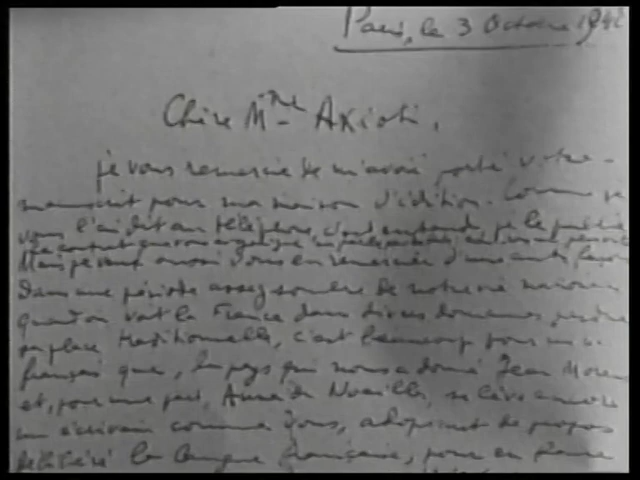 Paris, le 3 Octobre
Chère Mme Axioti,
je vous remercie de m'avoir porté votre
manuscrit pour ma maison d'édition. Comme je
vous l'ai dit au téléphone, c'est entendu, je le publie
Mais je veux aussi vous en remercier d'une autre façon
Dans une période assez sombre de notre vie
quand on voit la France dans divers domaines perdre
sa place traditionnelle, c'est beaucoup pour un
français que, le pays qui nous a donné Jean Moreas
et, pour une part, Anna de Noailles, se lève encore
un écrivain comme vous, adoptant de propos
délibéré la langue française, pour en faire